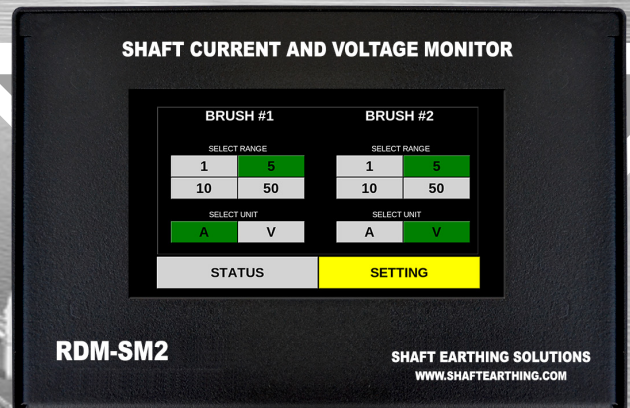 SHAFT CURRENT AND VOLTAGE MONITOR
BRUSH #1 BRUSH #2
SELECT RANGE SELECT RANGE
1 5 1 5
10 50 10 50
SELECT UNIT SELECT UNIT
A V A V
STATUS SETTING
RDM-SM2
SHAFT EARTHING SOLUTIONS
WWW.SHAFTEARTHING.COM